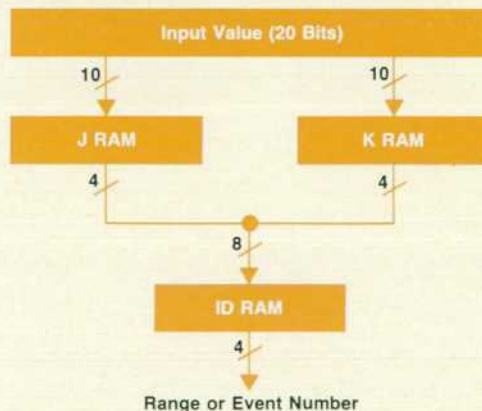 Input Value (20 Bits)
10
10
J RAM
K RAM
4
4
8
ID RAM
4
Range or Event Number